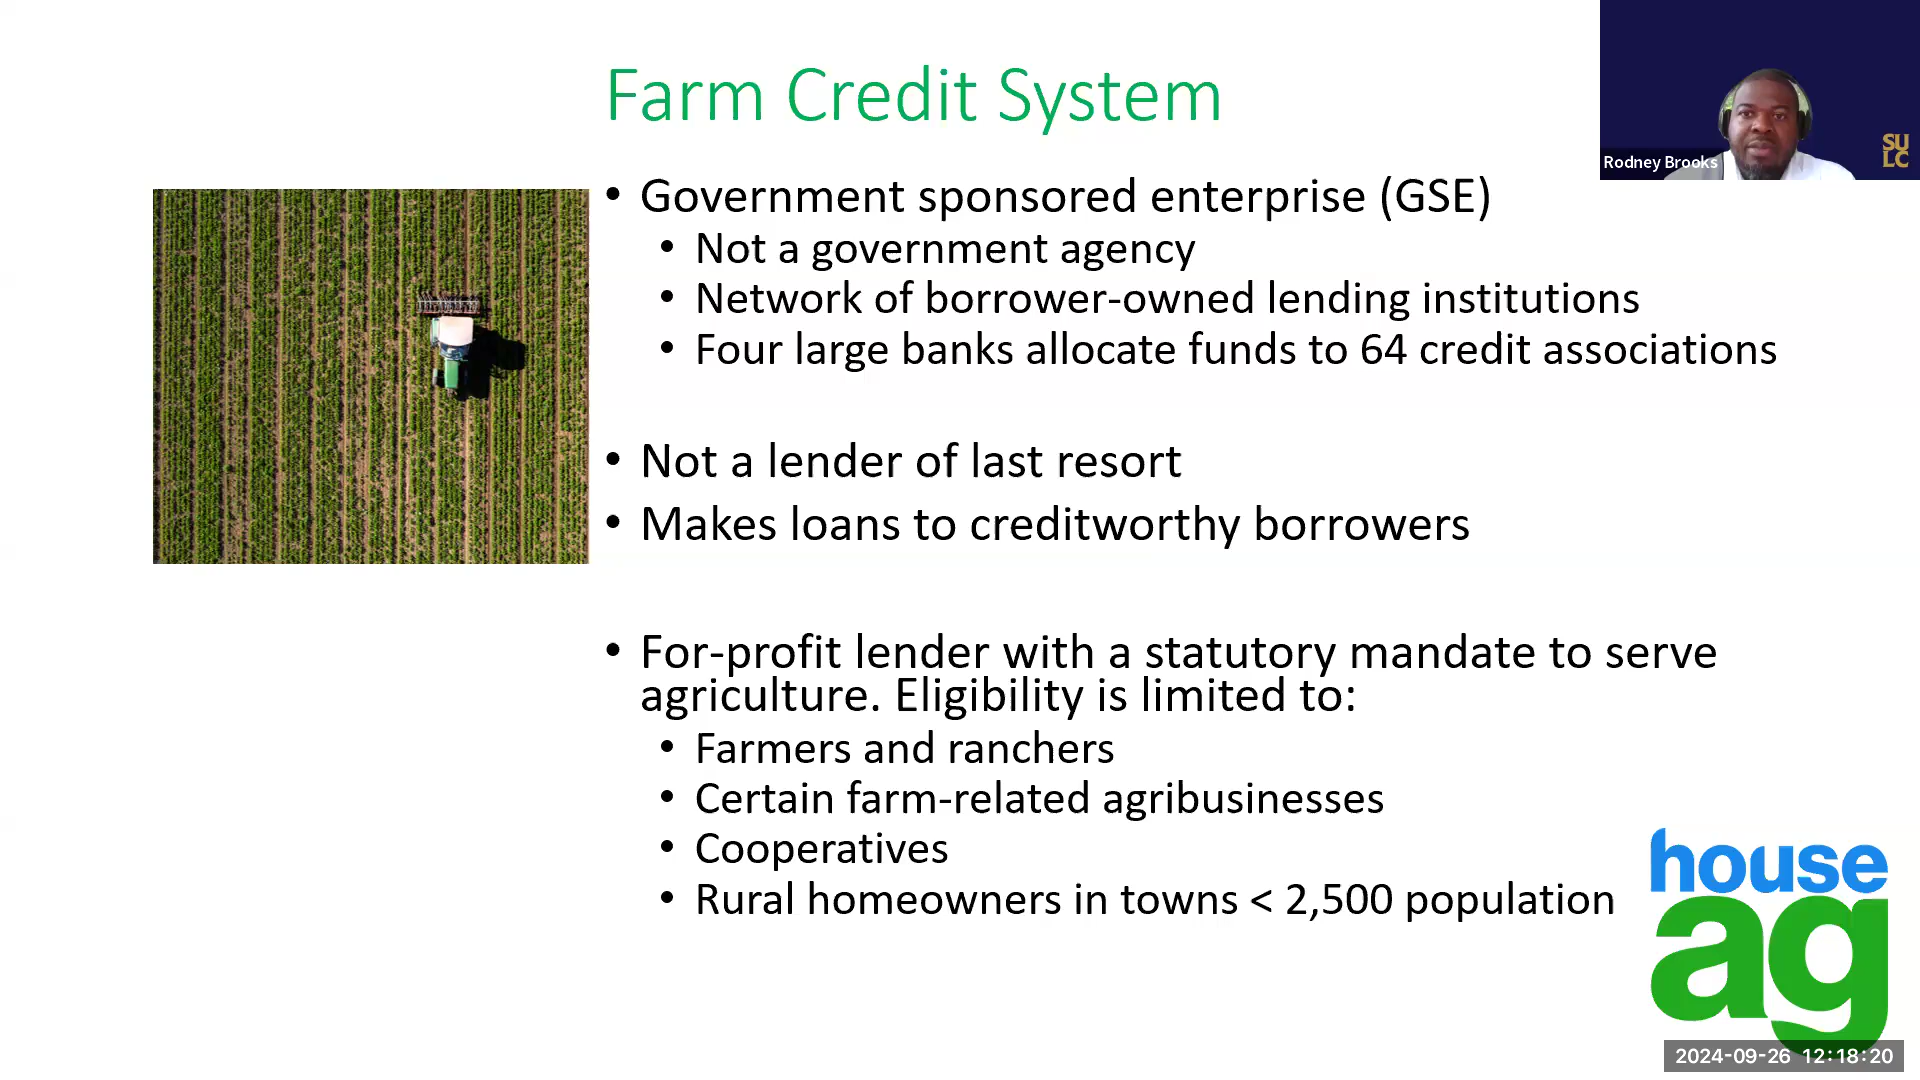 Farm Credit System
Rodney Brooks
SU
LC
• Government sponsored enterprise (GSE)
• Not a government agency
• Network of borrower-owned lending institutions
• Four large banks allocate funds to 64 credit associations
• Not a lender of last resort
• Makes loans to creditworthy borrowers
• For-profit lender with a statutory mandate to serve
agriculture. Eligibility is limited to:
• Farmers and ranchers
• Certain farm-related agribusinesses
• Cooperatives
• Rural homeowners in towns < 2,500 population
house
ag
2024-09-26 12:18:20